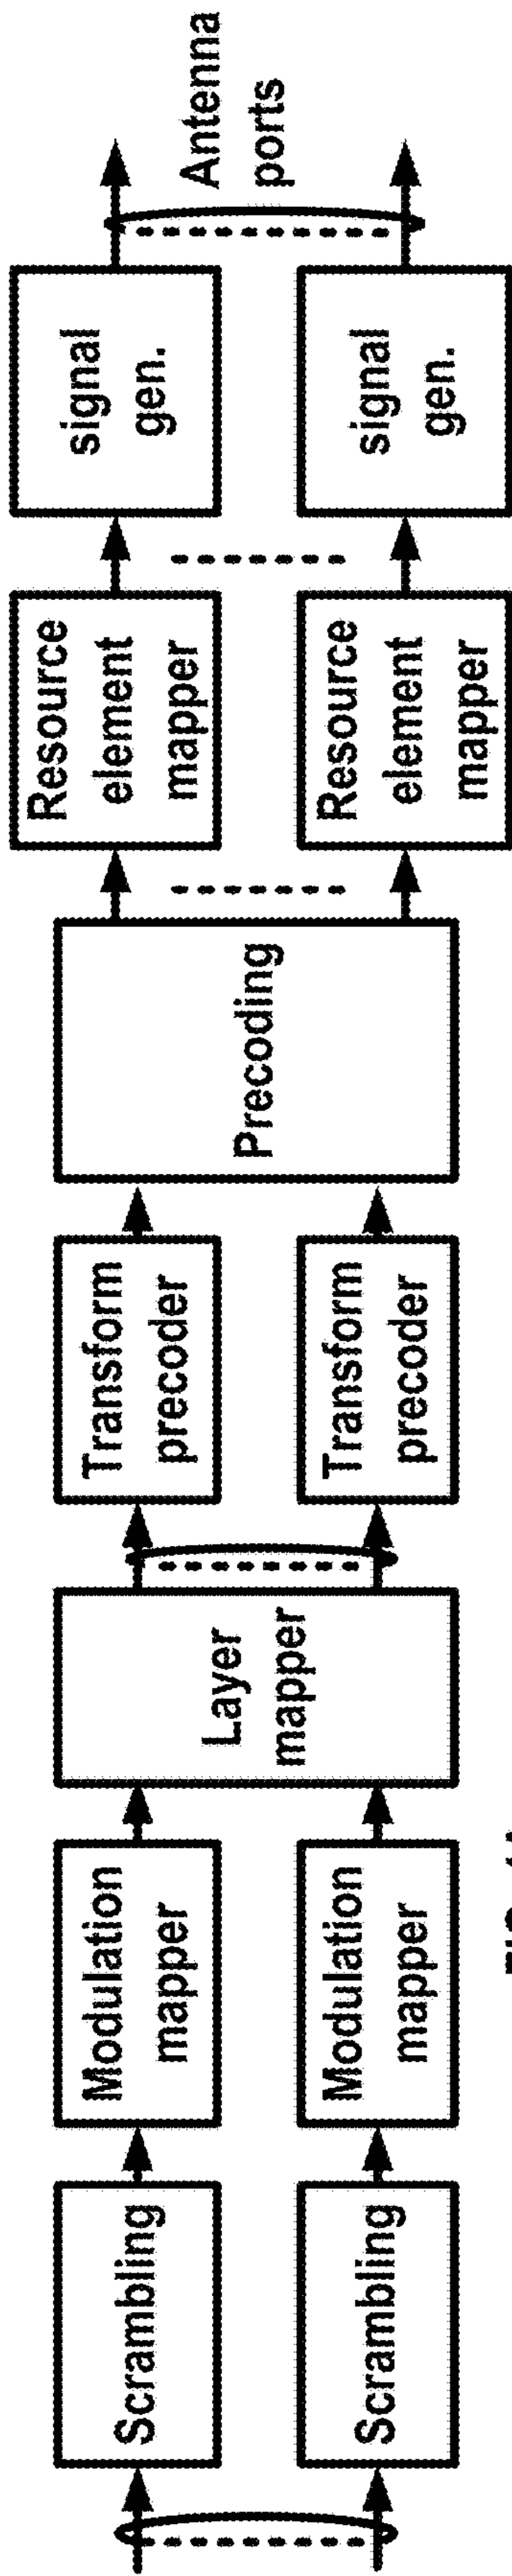 Scrambling
Scrambling
Modulation
mapper
Modulation
mapper
Layer
mapper
Transform
precoder
Transform
precoder
Precoding
Resource
element
mapper
Resource
element
mapper
signal
gen.
signal
gen.
Antenna
ports